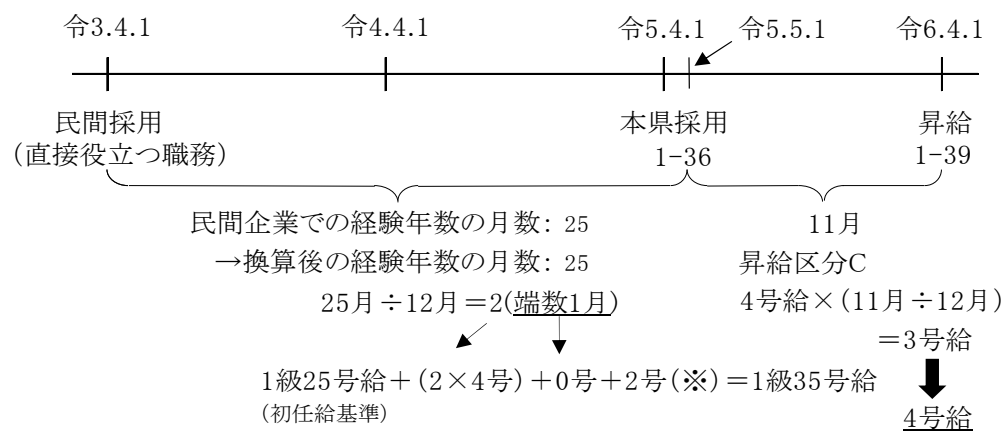 令3.4.1 令4.4.1 令5.4.1 令5.5.1 令6.4.1
民間採用 本県採用 昇給
(直接役立つ職務) 1-36 1-39
民間企業での経験年数の月数: 25 11月
→換算後の経験年数の月数: 25 昇給区分C
25月÷12月＝2(端数1月) 4号給×(11月÷12月)
＝3号給
1級25号給＋(2×4号)＋0号＋2号(※)＝1級35号給
(初任給基準) 4号給